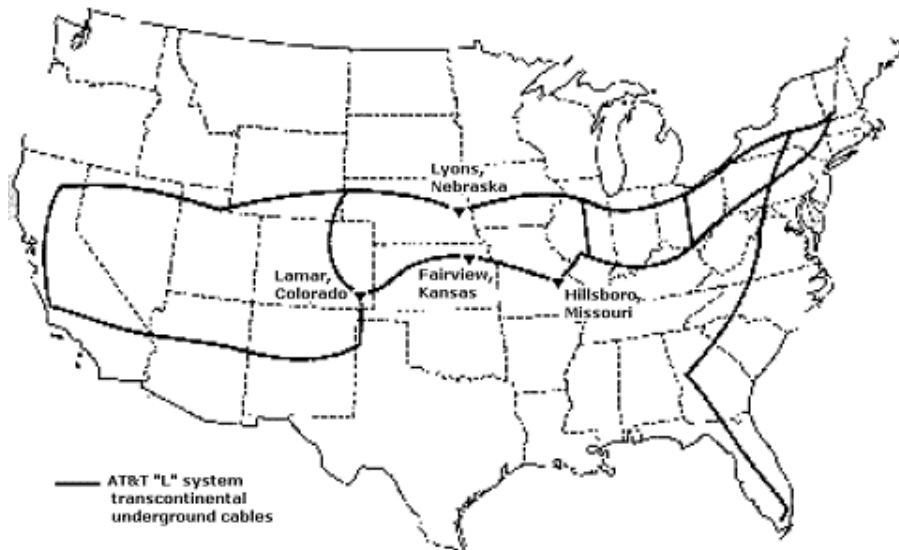 Lyons,
Nebraska
Lamar,
Colorado
Fairview,
Kansas
Hillsboro,
Missouri
AT&T "L" system
transcontinental
underground cables